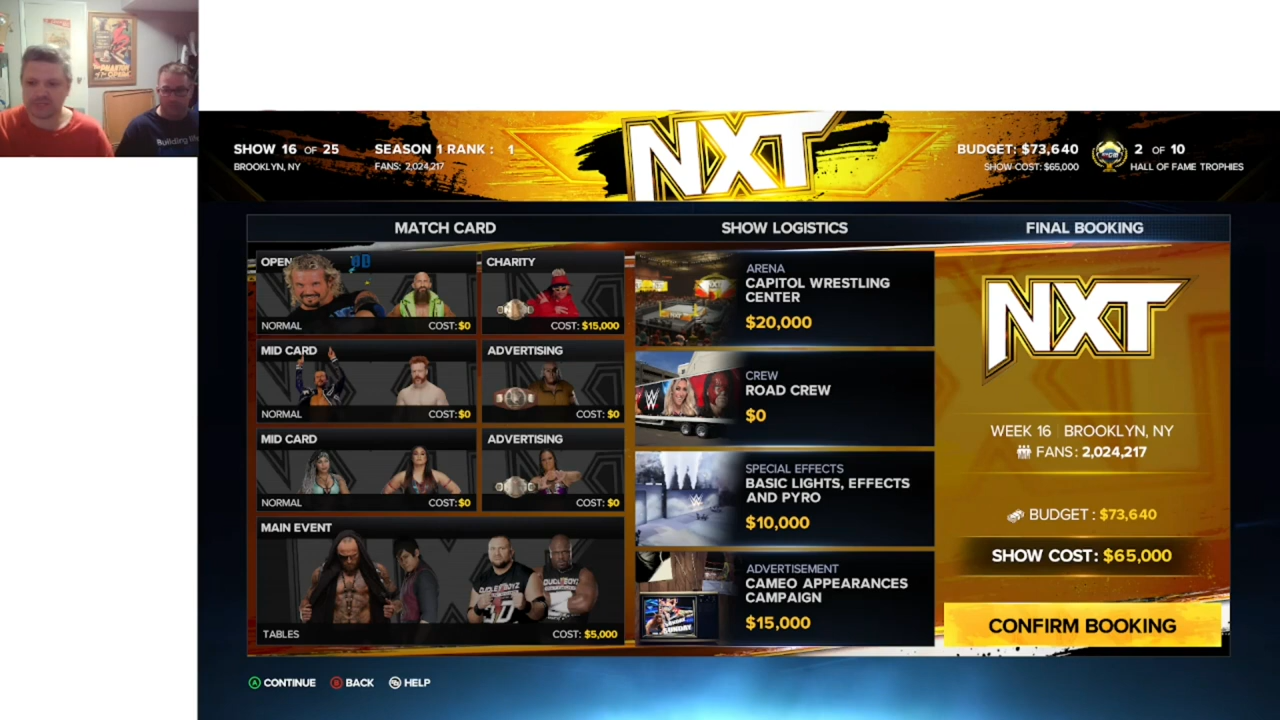 PHANTOM
OPERA
Building life
SHOW 16 OF 25
BROOKLYN, NY
SEASON 1 RANK : 1
FANS: 2,024,217
NXT
BUDGET: $73,640
SHOW COST: $65,000
2 OF 10
HALL OF FAME TROPHIES
MATCH CARD
SHOW LOGISTICS
FINAL BOOKING
OPEN
NORMAL
COST: $0
CHARITY
COST: $15,000
MID CARD
NORMAL
COST: $0
ADVERTISING
COST: $0
MID CARD
NORMAL
COST: $0
ADVERTISING
COST: $0
MAIN EVENT
TABLES
COST: $5,000
ARENA
CAPITOL WRESTLING
CENTER
$20,000
CREW
ROAD CREW
$0
SPECIAL EFFECTS
BASIC LIGHTS, EFFECTS
AND PYRO
$10,000
ADVERTISEMENT
CAMEO APPEARANCES
CAMPAIGN
$15,000
NXT
WEEK 16 BROOKLYN, NY
FANS: 2,024,217
BUDGET : $73,640
SHOW COST: $65,000
CONFIRM BOOKING
A CONTINUE
B BACK
HELP